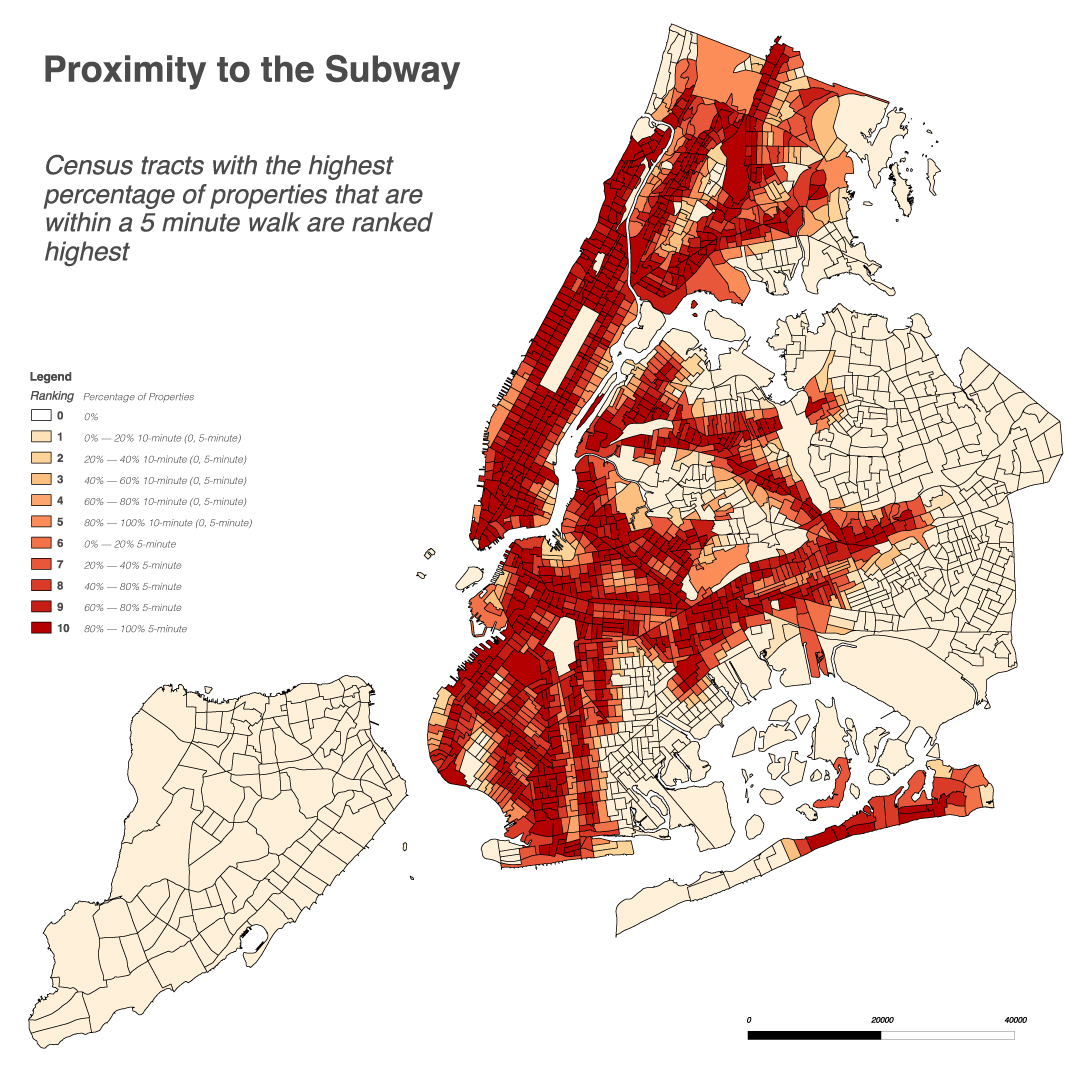 Proximity to the Subway
Census tracts with the highest
percentage of properties that are
within a 5 minute walk are ranked
highest
Legend
Ranking Percentage of Properties
0 0%
1 0% — 20% 10-minute (0, 5-minute)
2 20% — 40% 10-minute (0, 5-minute)
3 40% — 60% 10-minute (0, 5-minute)
4 60% — 80% 10-minute (0, 5-minute)
5 80% — 100% 10-minute (0, 5-minute)
6 0% — 20% 5-minute
7 20% — 40% 5-minute
8 40% — 80% 5-minute
9 60% — 80% 5-minute
10 80% — 100% 5-minute
0 20000 40000